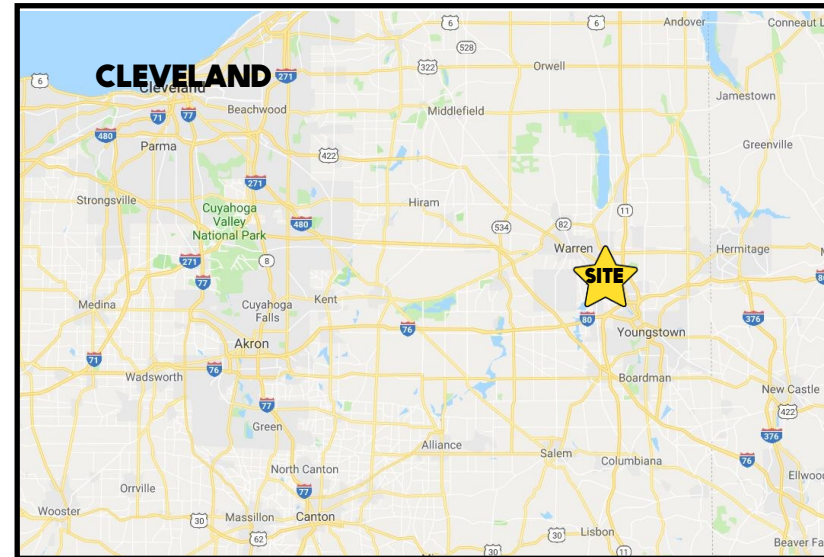 6
6
Andover
Conneaut L
528
CLEVELAND
271
322
Orwell
6
Cleveland
Jamestown
71
77
Beachwood
Middlefield
480
Parma
422
Greenville
271
Strongsville
Hiram
Cuyahoga
Valley
National Park
480
534
82
11
Warren
Hermitage
271
8
SITE
77
80
Medina
Cuyahoga
Falls
Kent
76
80
376
Akron
Youngstown
71
76
Wadsworth
Boardman
77
New Castle
422
Green
376
Alliance
Salem
Columbiana
76
North Canton
Ellwoo
Orrville
77
Wooster
30
Massillon
Canton
62
30
30
Lisbon
11
Beaver Fa